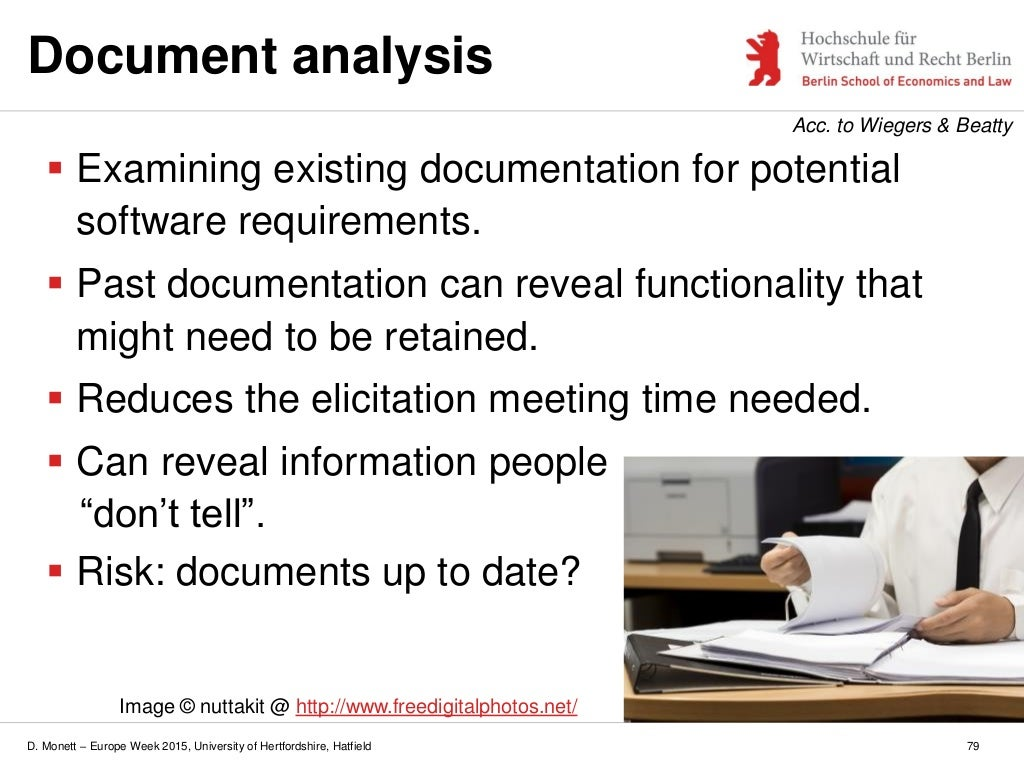 Document analysis
Hochschule für
Wirtschaft und Recht Berlin
Berlin School of Economics and Law
Acc. to Wiegers & Beatty
▪ Examining existing documentation for potential
software requirements.
▪ Past documentation can reveal functionality that
might need to be retained.
▪ Reduces the elicitation meeting time needed.
▪ Can reveal information people
“don’t tell”.
▪ Risk: documents up to date?
Image © nuttakit @ http://www.freedigitalphotos.net/
D. Monett – Europe Week 2015, University of Hertfordshire, Hatfield
79